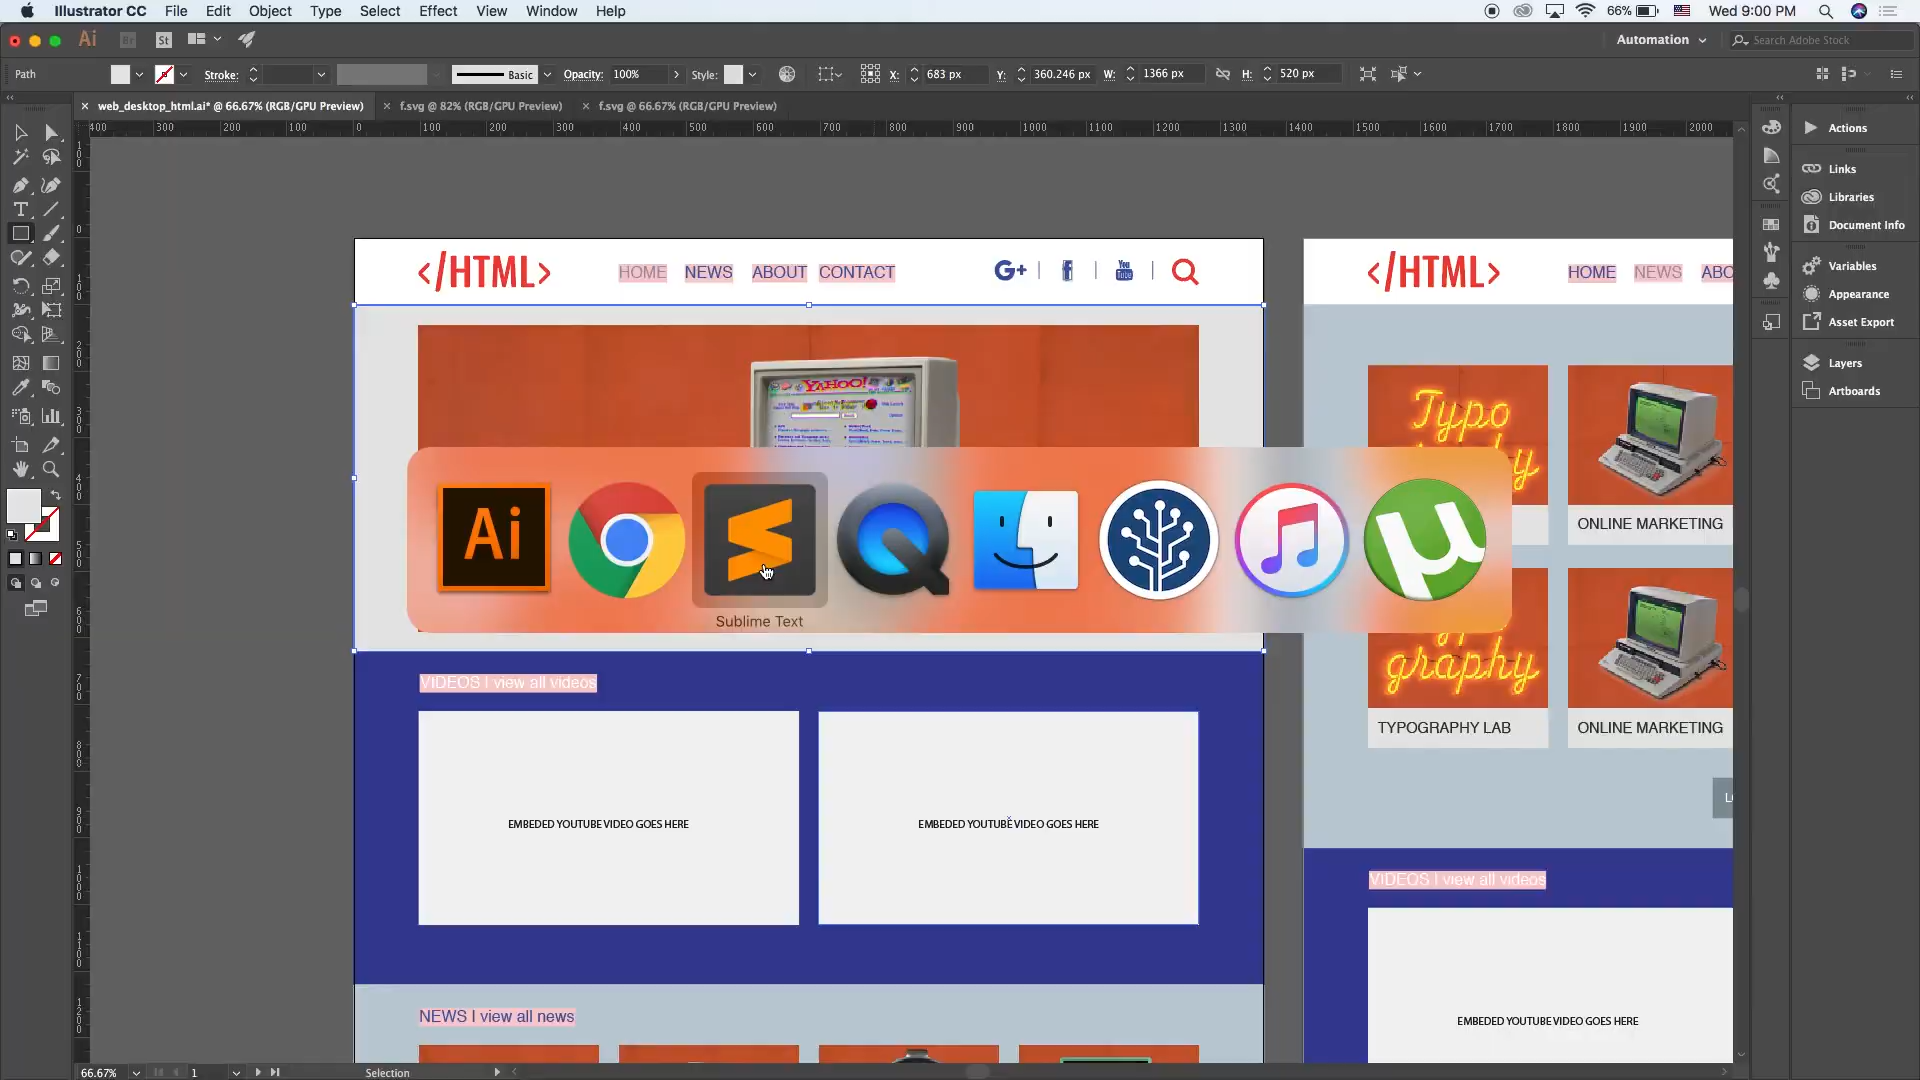 Illustrator CC File Edit Object Type Select Effect View Window Help 66% Wed 9:00 PM
Ai Br St Automation Search Adobe Stock
Path Stroke: Basic Opacity: 100% Style: X: 683 px Y: 360.246 px W: 1366 px H: 520 px
× web_desktop_html.ai* @ 66.67% (RGB/GPU Preview) × f.svg @ 82% (RGB/GPU Preview) × f.svg @ 66.67% (RGB/GPU Preview)
400 300 200 100 0 100 200 300 400 500 600 700 800 900 1000 1100 1200 1300 1400 1500 1600 1700 1800 1900 2000
Actions
Links
Libraries
Document Info
Variables
Appearance
Asset Export
Layers
Artboards
</HTML> HOME NEWS ABOUT CONTACT G+ f You Tube
</HTML> HOME NEWS ABO
YAHOO!
Typo
graphy
ONLINE MARKETING
Ai
Sublime Text
graphy
TYPOGRAPHY LAB ONLINE MARKETING
VIDEOS I view all videos
EMBEDED YOUTUBE VIDEO GOES HERE EMBEDED YOUTUBE VIDEO GOES HERE
NEWS I view all news
VIDEOS I view all videos
EMBEDED YOUTUBE VIDEO GOES HERE
66.67% 1 Selection